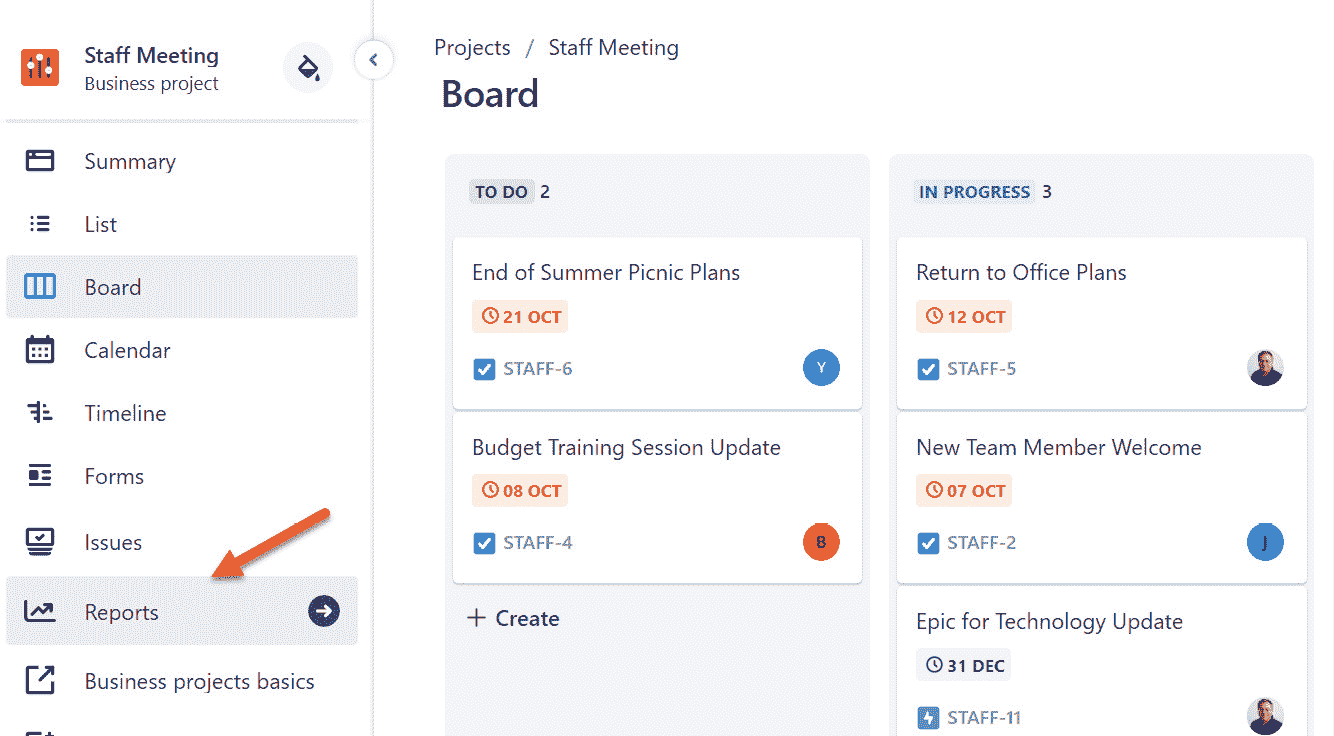 Staff Meeting
Business project
Summary
List
Board
Calendar
Timeline
Forms
Issues
Reports
Business projects basics
Projects / Staff Meeting
Board
TO DO 2
End of Summer Picnic Plans
21 OCT
STAFF-6
Y
Budget Training Session Update
08 OCT
STAFF-4
B
+ Create
IN PROGRESS 3
Return to Office Plans
12 OCT
STAFF-5
New Team Member Welcome
07 OCT
STAFF-2
J
Epic for Technology Update
31 DEC
STAFF-11